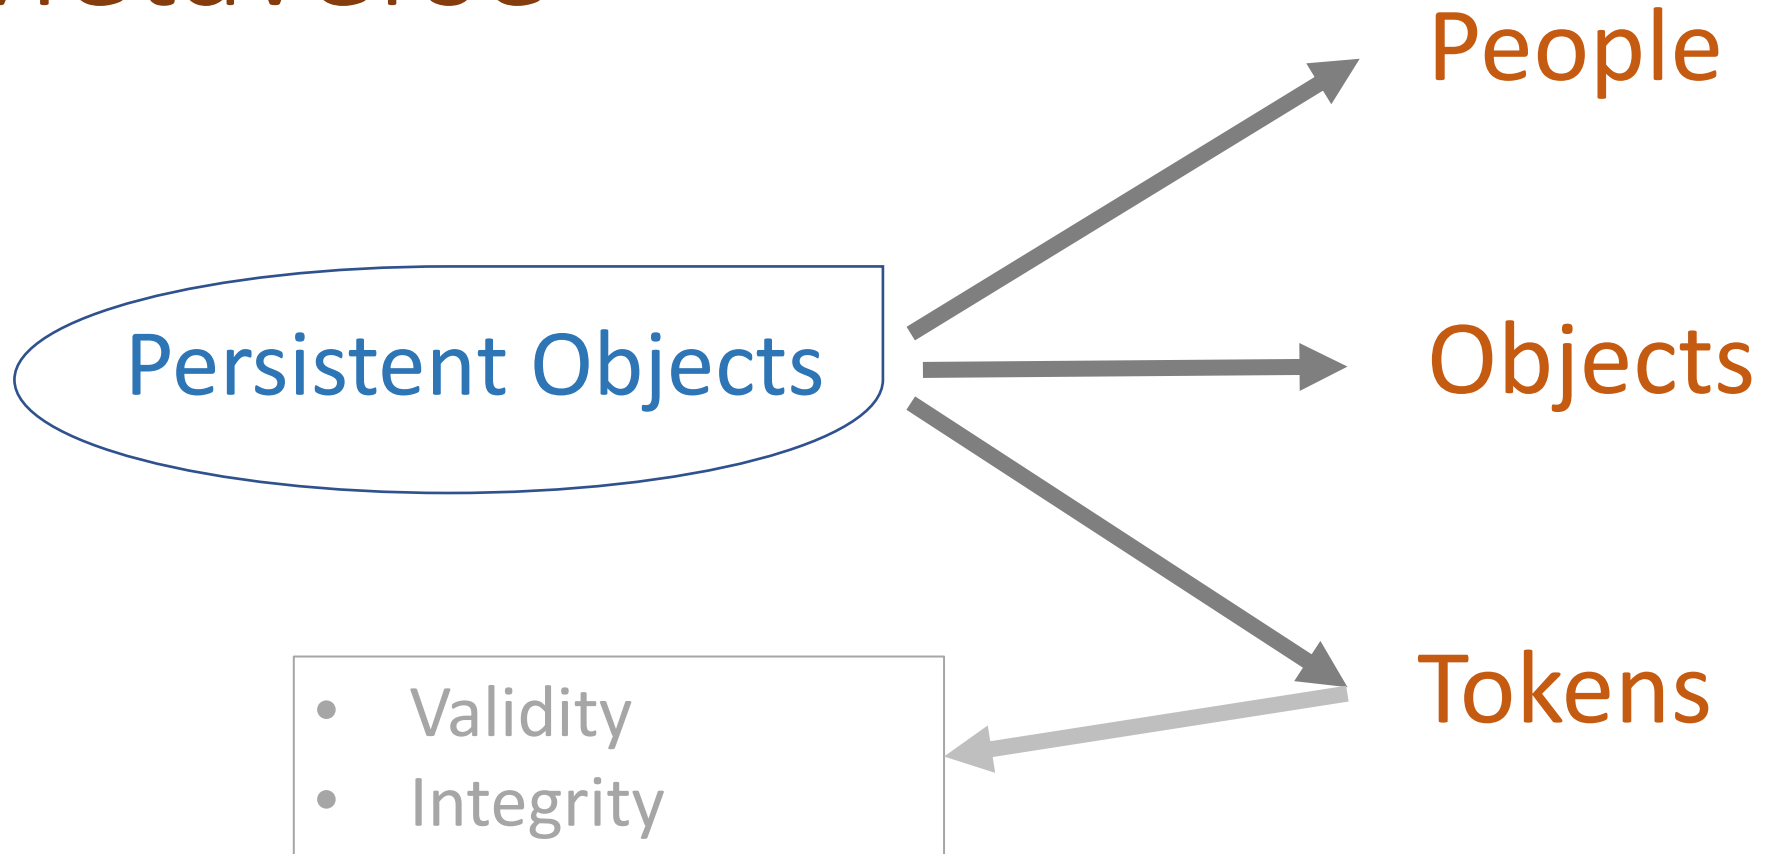 People
Persistent Objects
Objects
Tokens
• Validity
• Integrity